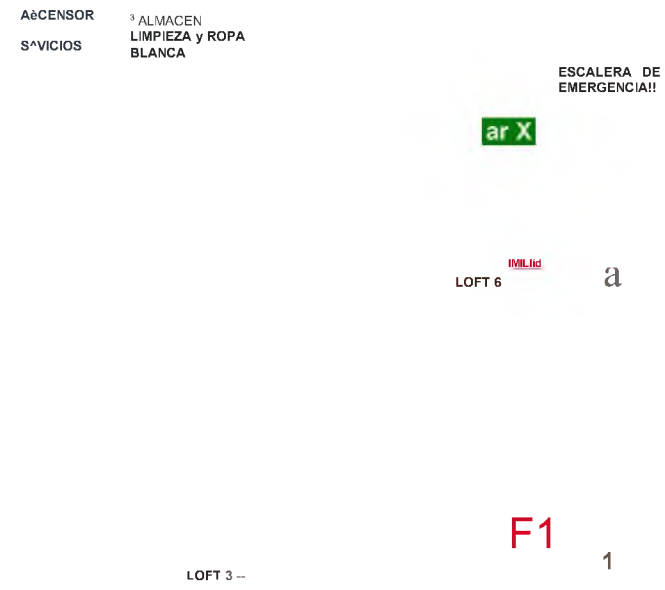 AèCENSOR
S^VICIOS
³ ALMACEN
LIMPIEZA y ROPA
BLANCA
ESCALERA DE
EMERGENCIA!!
ar X
IMILlid
LOFT 6
a
F1
1
LOFT 3 --